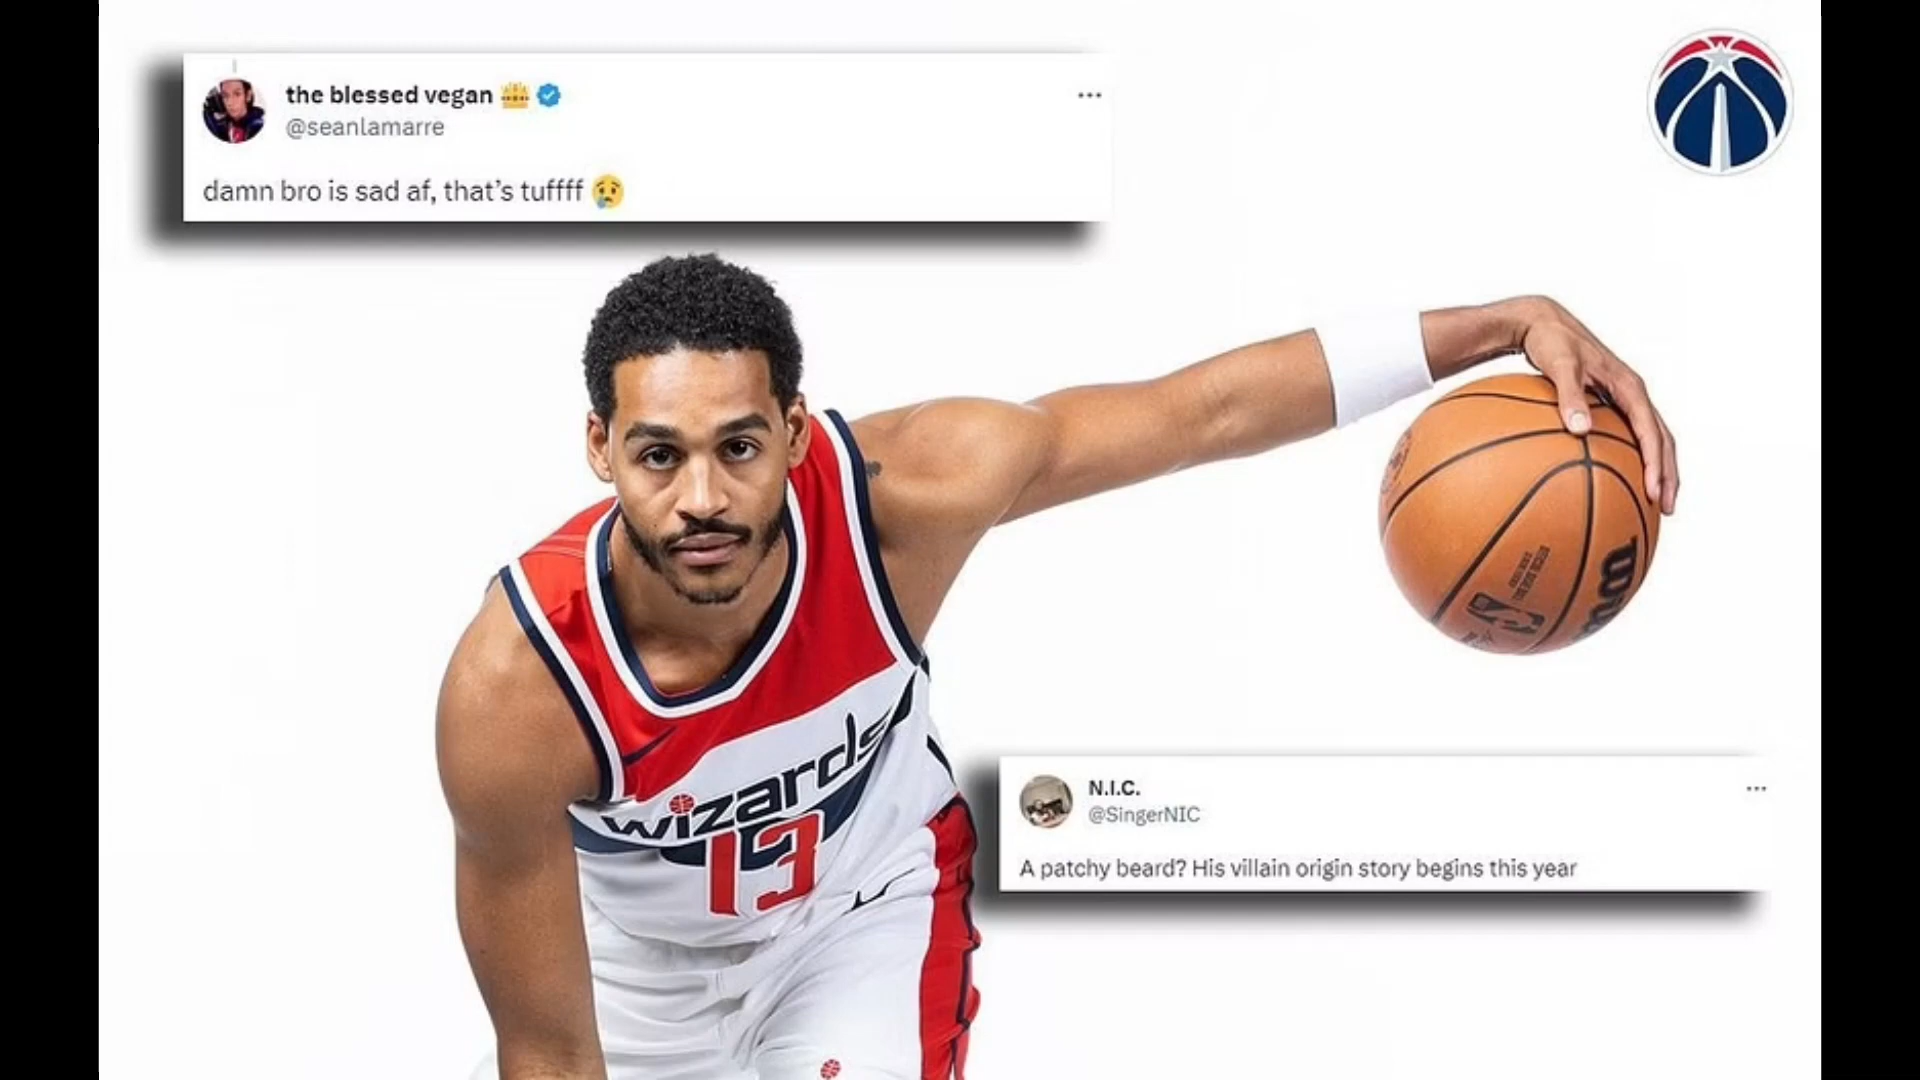 the blessed vegan
@seanlamarre
damn bro is sad af, that's tuffff 😢
wizards
13
N.I.C.
@SingerNIC
A patchy beard? His villain origin story begins this year